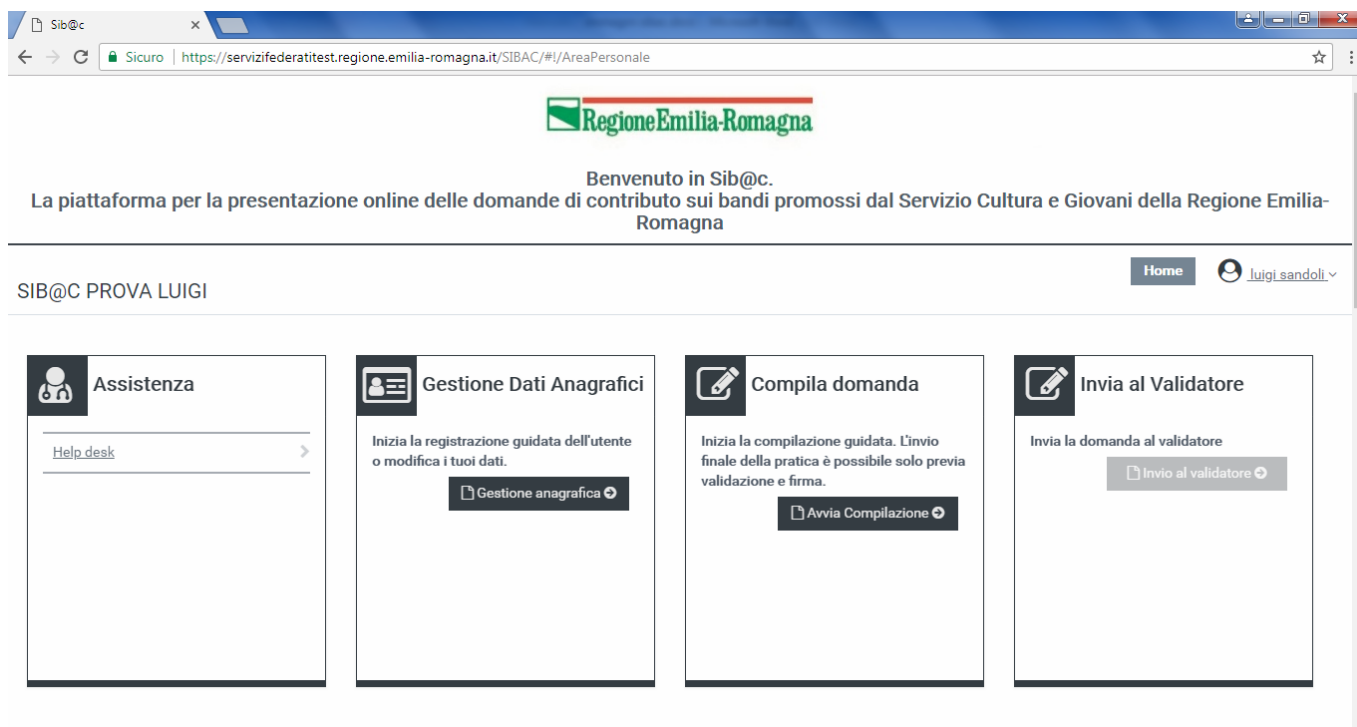 Sib@c
Sicuro
https://servizifederatitest.regione.emilia-romagna.it/SIBAC/#!/AreaPersonale
RegioneEmilia-Romagna
Benvenuto in Sib@c.
La piattaforma per la presentazione online delle domande di contributo sui bandi promossi dal Servizio Cultura e Giovani della Regione Emilia-
Romagna
SIB@C PROVA LUIGI
Home
luigi sandoli
Assistenza
Help desk
Gestione Dati Anagrafici
Inizia la registrazione guidata dell'utente
o modifica i tuoi dati.
Gestione anagrafica
Compila domanda
Inizia la compilazione guidata. L'invio
finale della pratica è possibile solo previa
validazione e firma.
Avvia Compilazione
Invia al Validatore
Invia la domanda al validatore
Invio al validatore